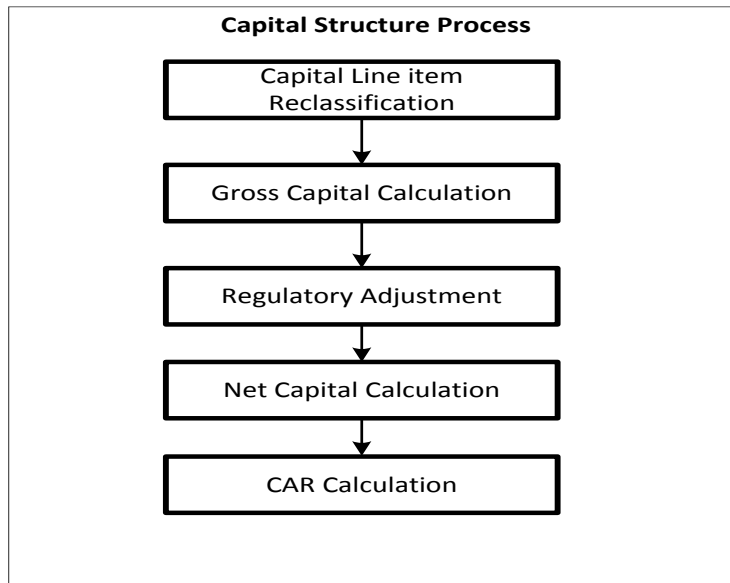 Capital Structure Process
Capital Line item
Reclassification
Gross Capital Calculation
Regulatory Adjustment
Net Capital Calculation
CAR Calculation